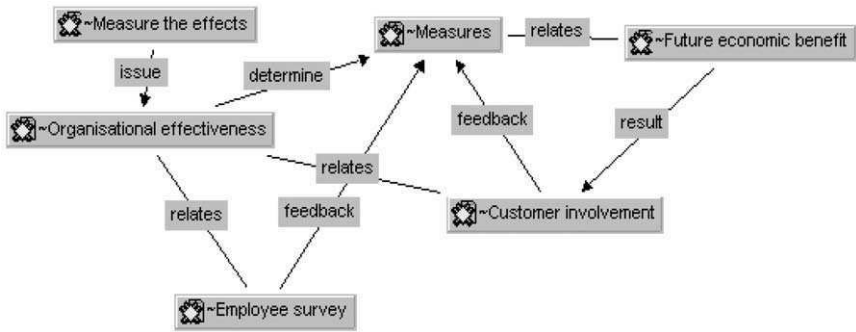 ~Measure the effects
~Measures
relates
~Future economic benefit
issue
determine
~Organisational effectiveness
feedback
result
relates
relates
feedback
~Customer involvement
~Employee survey